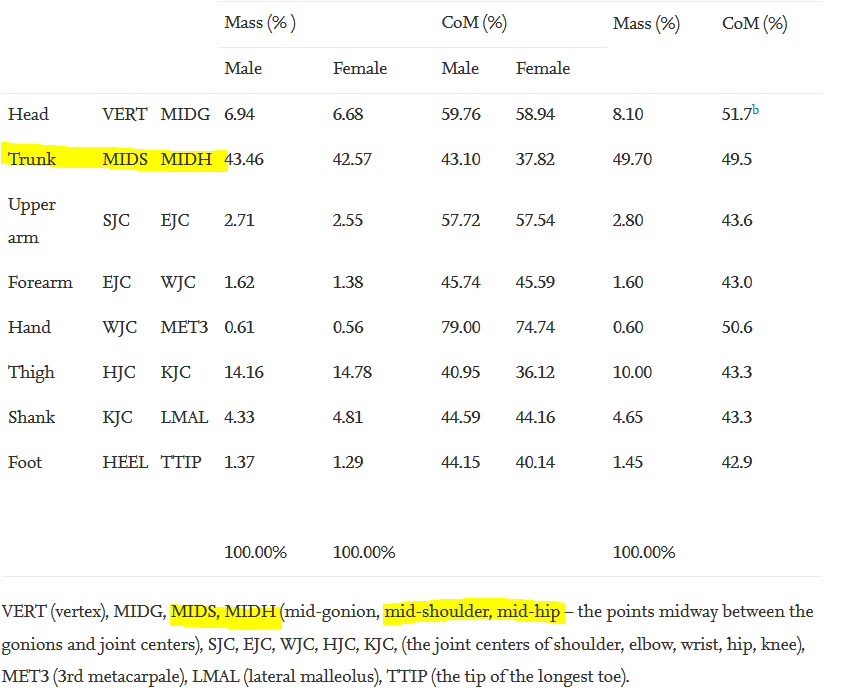 Mass (% ) CoM (%) Mass (%) CoM (%)
Male Female Male Female
Head VERT MIDG 6.94 6.68 59.76 58.94 8.10 51.7b
Trunk MIDS MIDH 43.46 42.57 43.10 37.82 49.70 49.5
Upper
arm SJC EJC 2.71 2.55 57.72 57.54 2.80 43.6
Forearm EJC WJC 1.62 1.38 45.74 45.59 1.60 43.0
Hand WJC MET3 0.61 0.56 79.00 74.74 0.60 50.6
Thigh HJC KJC 14.16 14.78 40.95 36.12 10.00 43.3
Shank KJC LMAL 4.33 4.81 44.59 44.16 4.65 43.3
Foot HEEL TTIP 1.37 1.29 44.15 40.14 1.45 42.9
100.00% 100.00% 100.00%
VERT (vertex), MIDG, MIDS, MIDH (mid-gonion, mid-shoulder, mid-hip – the points midway between the
gonions and joint centers), SJC, EJC, WJC, HJC, KJC, (the joint centers of shoulder, elbow, wrist, hip, knee),
MET3 (3rd metacarpale), LMAL (lateral malleolus), TTIP (the tip of the longest toe).